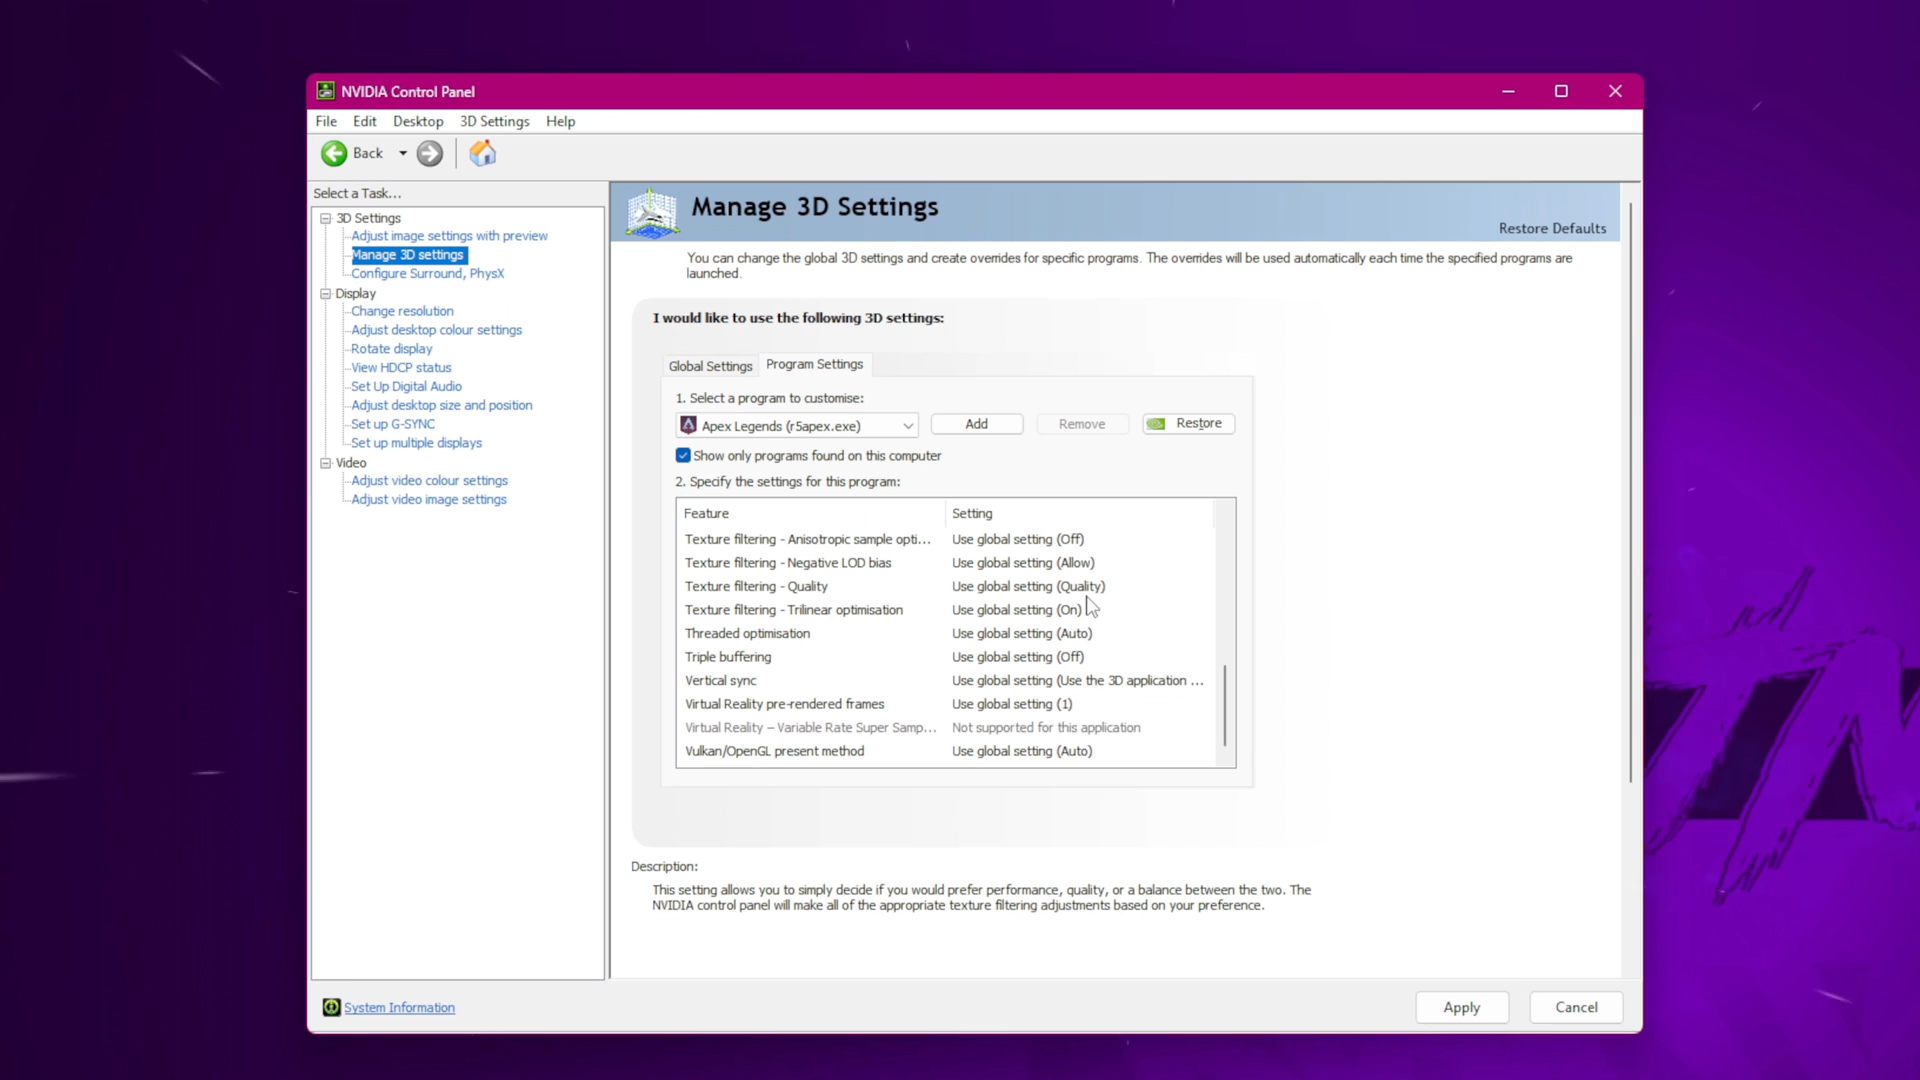 NVIDIA Control Panel
File Edit Desktop 3D Settings Help
Back
Select a Task...
3D Settings
Adjust image settings with preview
Manage 3D settings
Configure Surround, PhysX
Display
Change resolution
Adjust desktop colour settings
Rotate display
View HDCP status
Set Up Digital Audio
Adjust desktop size and position
Set up G-SYNC
Set up multiple displays
Video
Adjust video colour settings
Adjust video image settings
System Information
Manage 3D Settings
Restore Defaults
You can change the global 3D settings and create overrides for specific programs. The overrides will be used automatically each time the specified programs are
launched.
I would like to use the following 3D settings:
Global Settings Program Settings
1. Select a program to customise:
Apex Legends (r5apex.exe) Add Remove Restore
Show only programs found on this computer
2. Specify the settings for this program:
Feature Setting
Texture filtering - Anisotropic sample opti... Use global setting (Off)
Texture filtering - Negative LOD bias Use global setting (Allow)
Texture filtering - Quality Use global setting (Quality)
Texture filtering - Trilinear optimisation Use global setting (On)
Threaded optimisation Use global setting (Auto)
Triple buffering Use global setting (Off)
Vertical sync Use global setting (Use the 3D application ...
Virtual Reality pre-rendered frames Use global setting (1)
Virtual Reality – Variable Rate Super Samp... Not supported for this application
Vulkan/OpenGL present method Use global setting (Auto)
Description:
This setting allows you to simply decide if you would prefer performance, quality, or a balance between the two. The
NVIDIA control panel will make all of the appropriate texture filtering adjustments based on your preference.
Apply Cancel